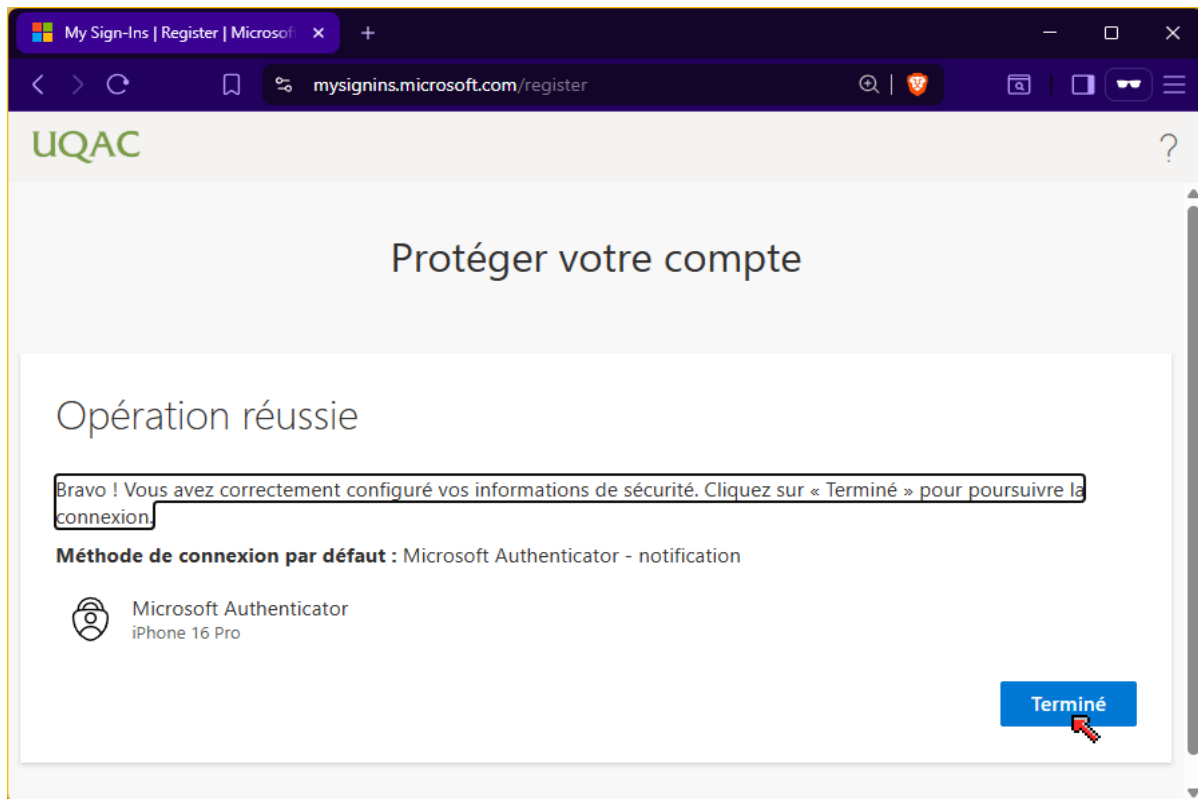 My Sign-Ins | Register | Microsof
mysignins.microsoft.com/register
UQAC
?
Protéger votre compte
Opération réussie
Bravo ! Vous avez correctement configuré vos informations de sécurité. Cliquez sur « Terminé » pour poursuivre la
connexion.
Méthode de connexion par défaut : Microsoft Authenticator - notification
Microsoft Authenticator
iPhone 16 Pro
Terminé